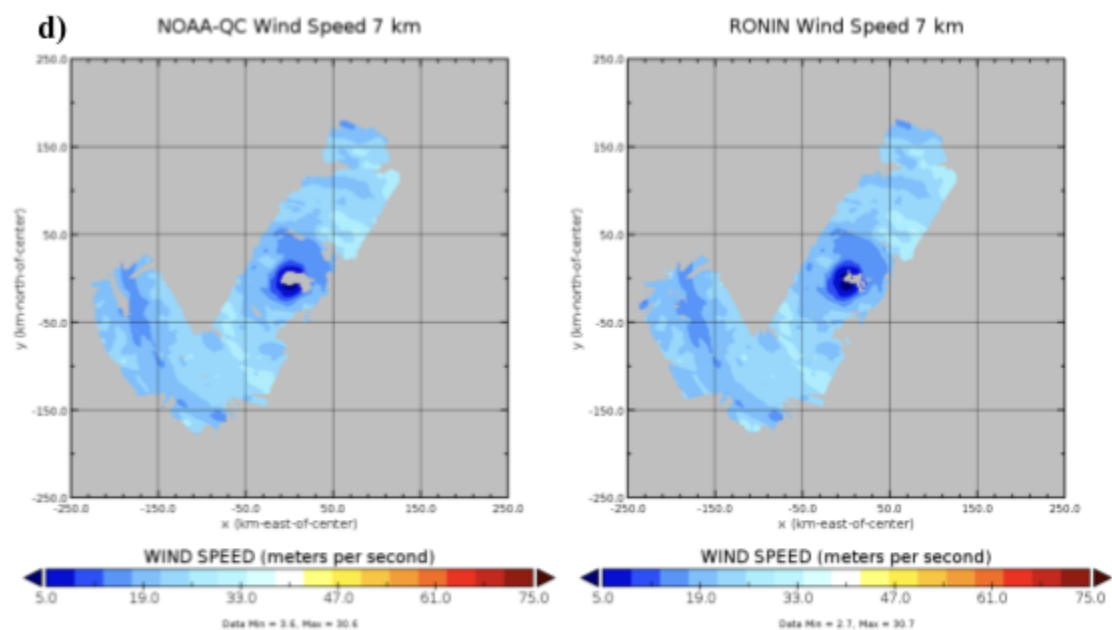 d)
NOAA-QC Wind Speed 7 km
RONIN Wind Speed 7 km
250.0
150.0
50.0
-50.0
-150.0
-250.0
y (km-north-of-center)
-250.0 -150.0 -50.0 50.0 150.0 250.0
x (km-east-of-center)
250.0
150.0
50.0
-50.0
-150.0
-250.0
y (km-north-of-center)
-250.0 -150.0 -50.0 50.0 150.0 250.0
x (km-east-of-center)
WIND SPEED (meters per second)
5.0 19.0 33.0 47.0 61.0 75.0
Data Min = 3.6, Max = 30.6
WIND SPEED (meters per second)
5.0 19.0 33.0 47.0 61.0 75.0
Data Min = 2.7, Max = 30.7